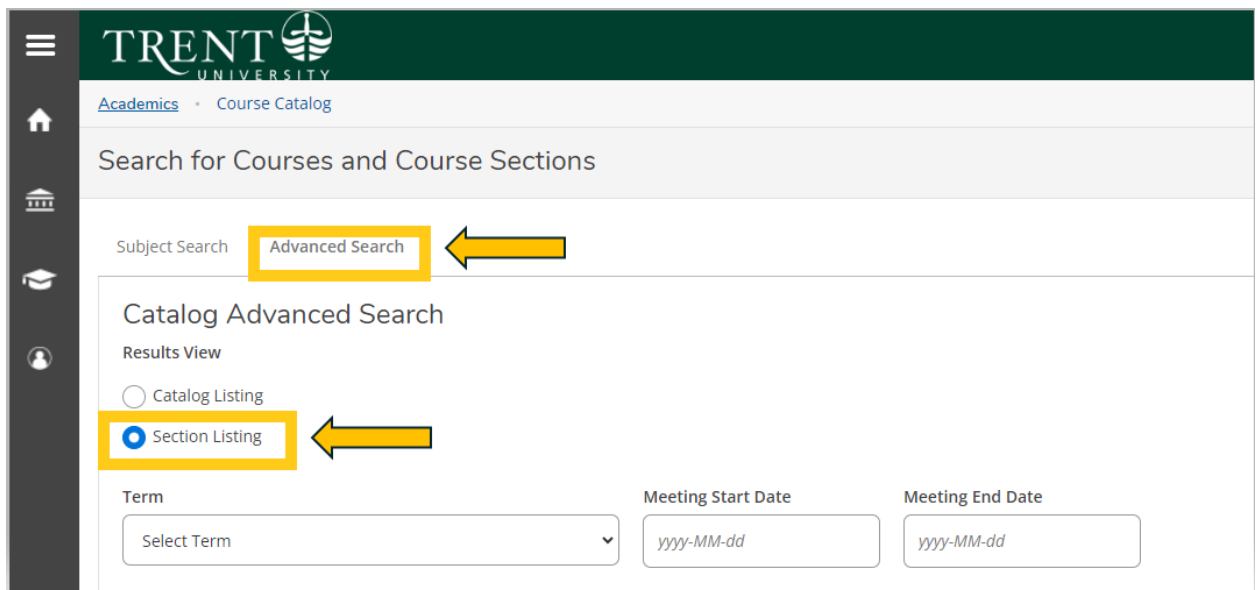 TRENT
UNIVERSITY
Academics · Course Catalog
Search for Courses and Course Sections
Subject Search Advanced Search
Catalog Advanced Search
Results View
Catalog Listing
Section Listing
Term Meeting Start Date Meeting End Date
Select Term yyyy-MM-dd yyyy-MM-dd